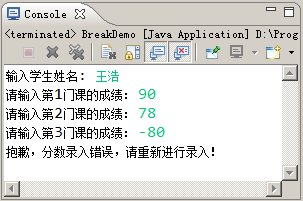 Console
<terminated> BreakDemo [Java Application] D:\Prog
输入学生姓名: 王浩
请输入第1门课的成绩: 90
请输入第2门课的成绩: 78
请输入第3门课的成绩: -80
抱歉，分数录入错误，请重新进行录入!